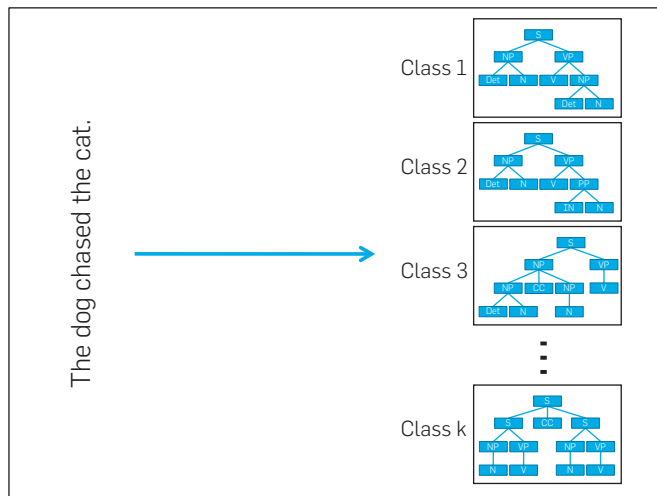 The dog chased the cat.
Class 1
S
NP VP
Det N V NP
Det N
Class 2
S
NP VP
Det N V PP
IN N
Class 3
S
NP VP
NP CC NP V
Det N N
Class k
S
S CC S
NP VP NP VP
N V N V